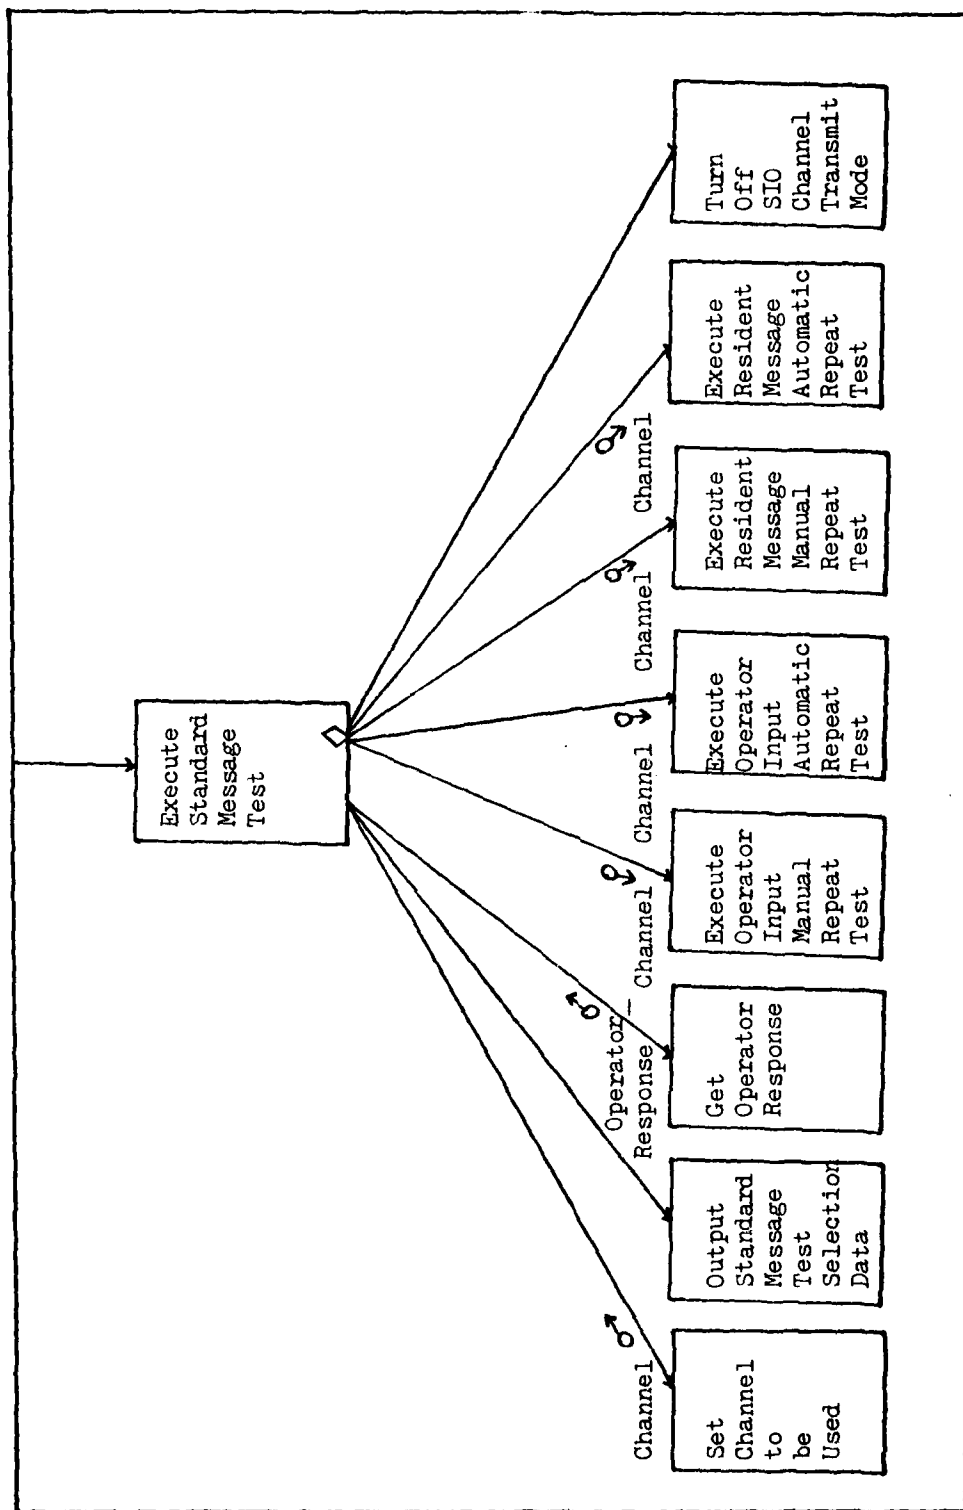 Execute
Standard
Message
Test
Channel
Operator
Response
Channel
Channel
Channel
Channel
Set
Channel
to
be
Used
Output
Standard
Message
Test
Selection
Data
Get
Operator
Response
Execute
Operator
Input
Manual
Repeat
Test
Execute
Operator
Input
Automatic
Repeat
Test
Execute
Resident
Message
Manual
Repeat
Test
Execute
Resident
Message
Automatic
Repeat
Test
Turn
Off
SIO
Channel
Transmit
Mode